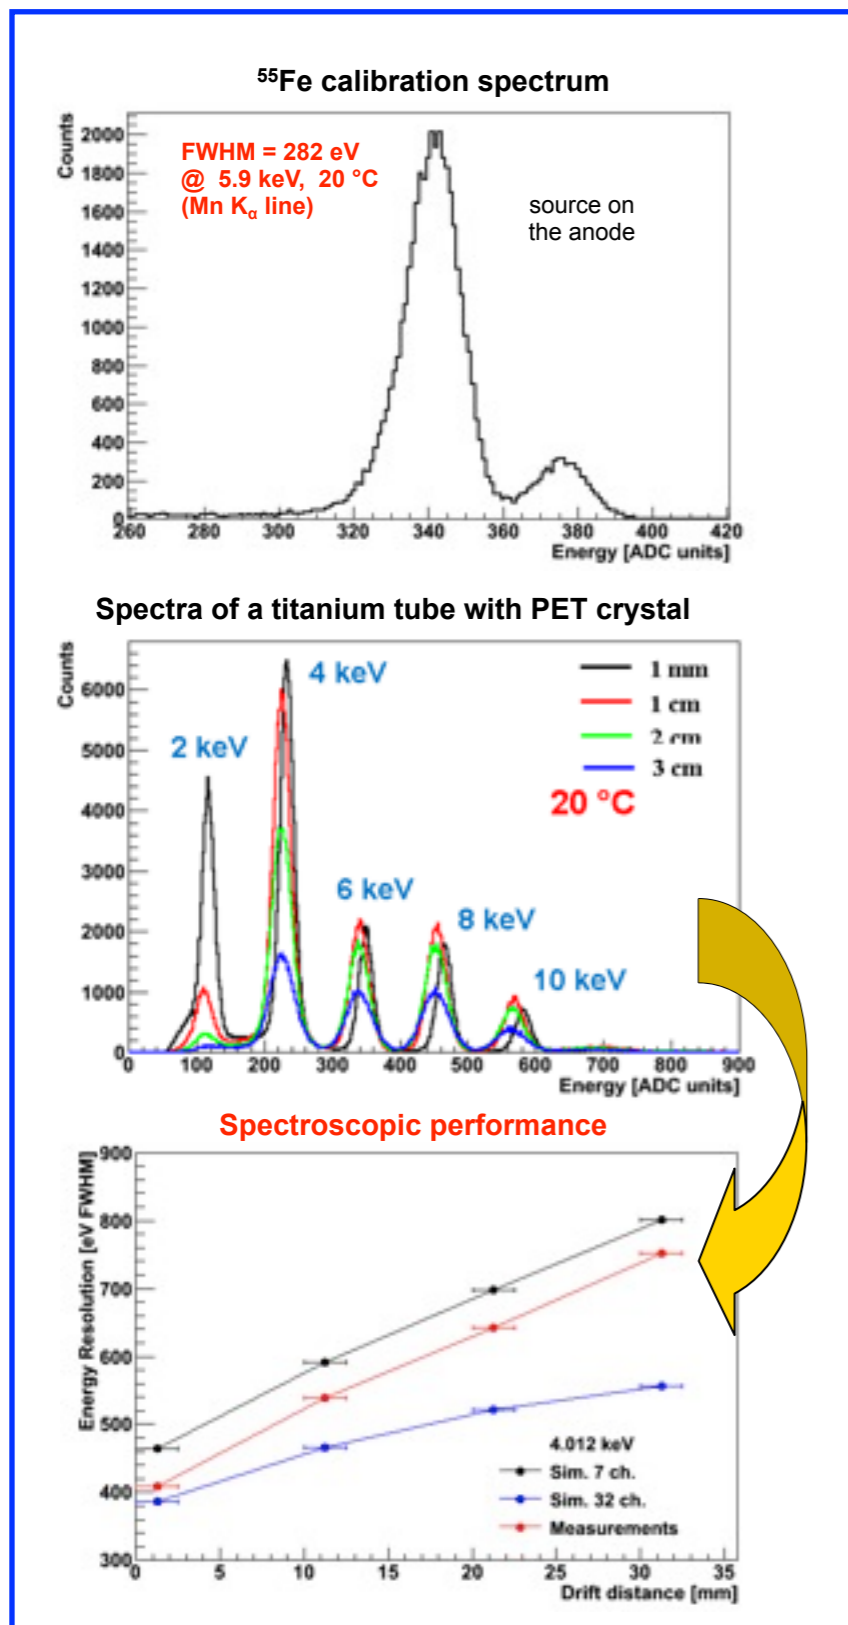 ⁵⁵Fe calibration spectrum
Counts
2000
1800
1600
1400
1200
1000
800
600
400
200
0
FWHM = 282 eV
@ 5.9 keV, 20 °C
(Mn Kα line)
source on
the anode
260 280 300 320 340 360 380 400 420
Energy [ADC units]
Spectra of a titanium tube with PET crystal
Counts
6000
5000
4000
3000
2000
1000
0
2 keV
4 keV
6 keV
8 keV
10 keV
1 mm
1 cm
2 cm
3 cm
20 °C
0 100 200 300 400 500 600 700 800 900
Energy [ADC units]
Spectroscopic performance
Energy Resolution [eV FWHM]
900
800
700
600
500
400
300
4.012 keV
Sim. 7 ch.
Sim. 32 ch.
Measurements
0 5 10 15 20 25 30 35
Drift distance [mm]